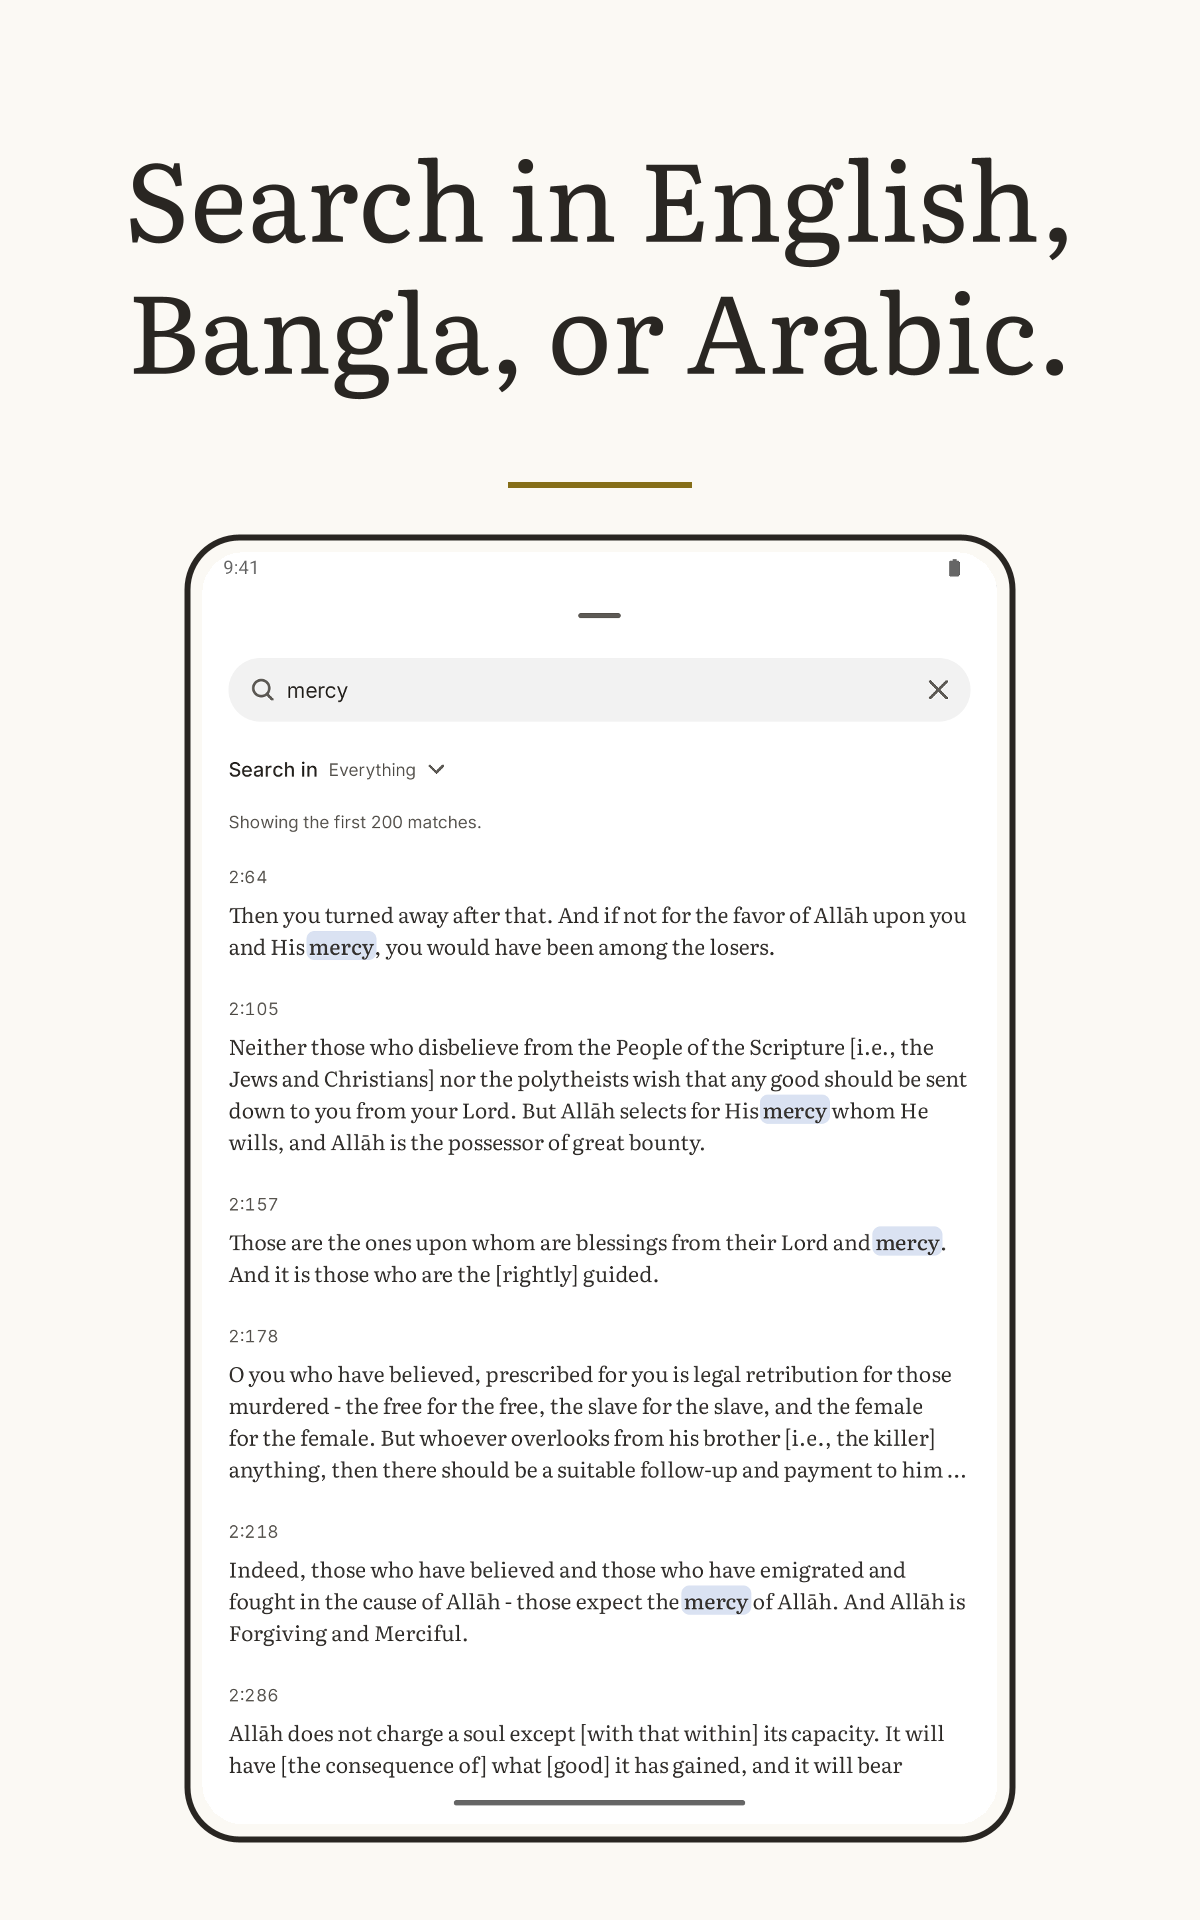 Search in English,
Bangla, or Arabic.
9:41
mercy
Search in Everything
Showing the first 200 matches.
2:64
Then you turned away after that. And if not for the favor of Allāh upon you
and His mercy, you would have been among the losers.
2:105
Neither those who disbelieve from the People of the Scripture [i.e., the
Jews and Christians] nor the polytheists wish that any good should be sent
down to you from your Lord. But Allāh selects for His mercy whom He
wills, and Allāh is the possessor of great bounty.
2:157
Those are the ones upon whom are blessings from their Lord and mercy.
And it is those who are the [rightly] guided.
2:178
O you who have believed, prescribed for you is legal retribution for those
murdered - the free for the free, the slave for the slave, and the female
for the female. But whoever overlooks from his brother [i.e., the killer]
anything, then there should be a suitable follow-up and payment to him ...
2:218
Indeed, those who have believed and those who have emigrated and
fought in the cause of Allāh - those expect the mercy of Allāh. And Allāh is
Forgiving and Merciful.
2:286
Allāh does not charge a soul except [with that within] its capacity. It will
have [the consequence of] what [good] it has gained, and it will bear